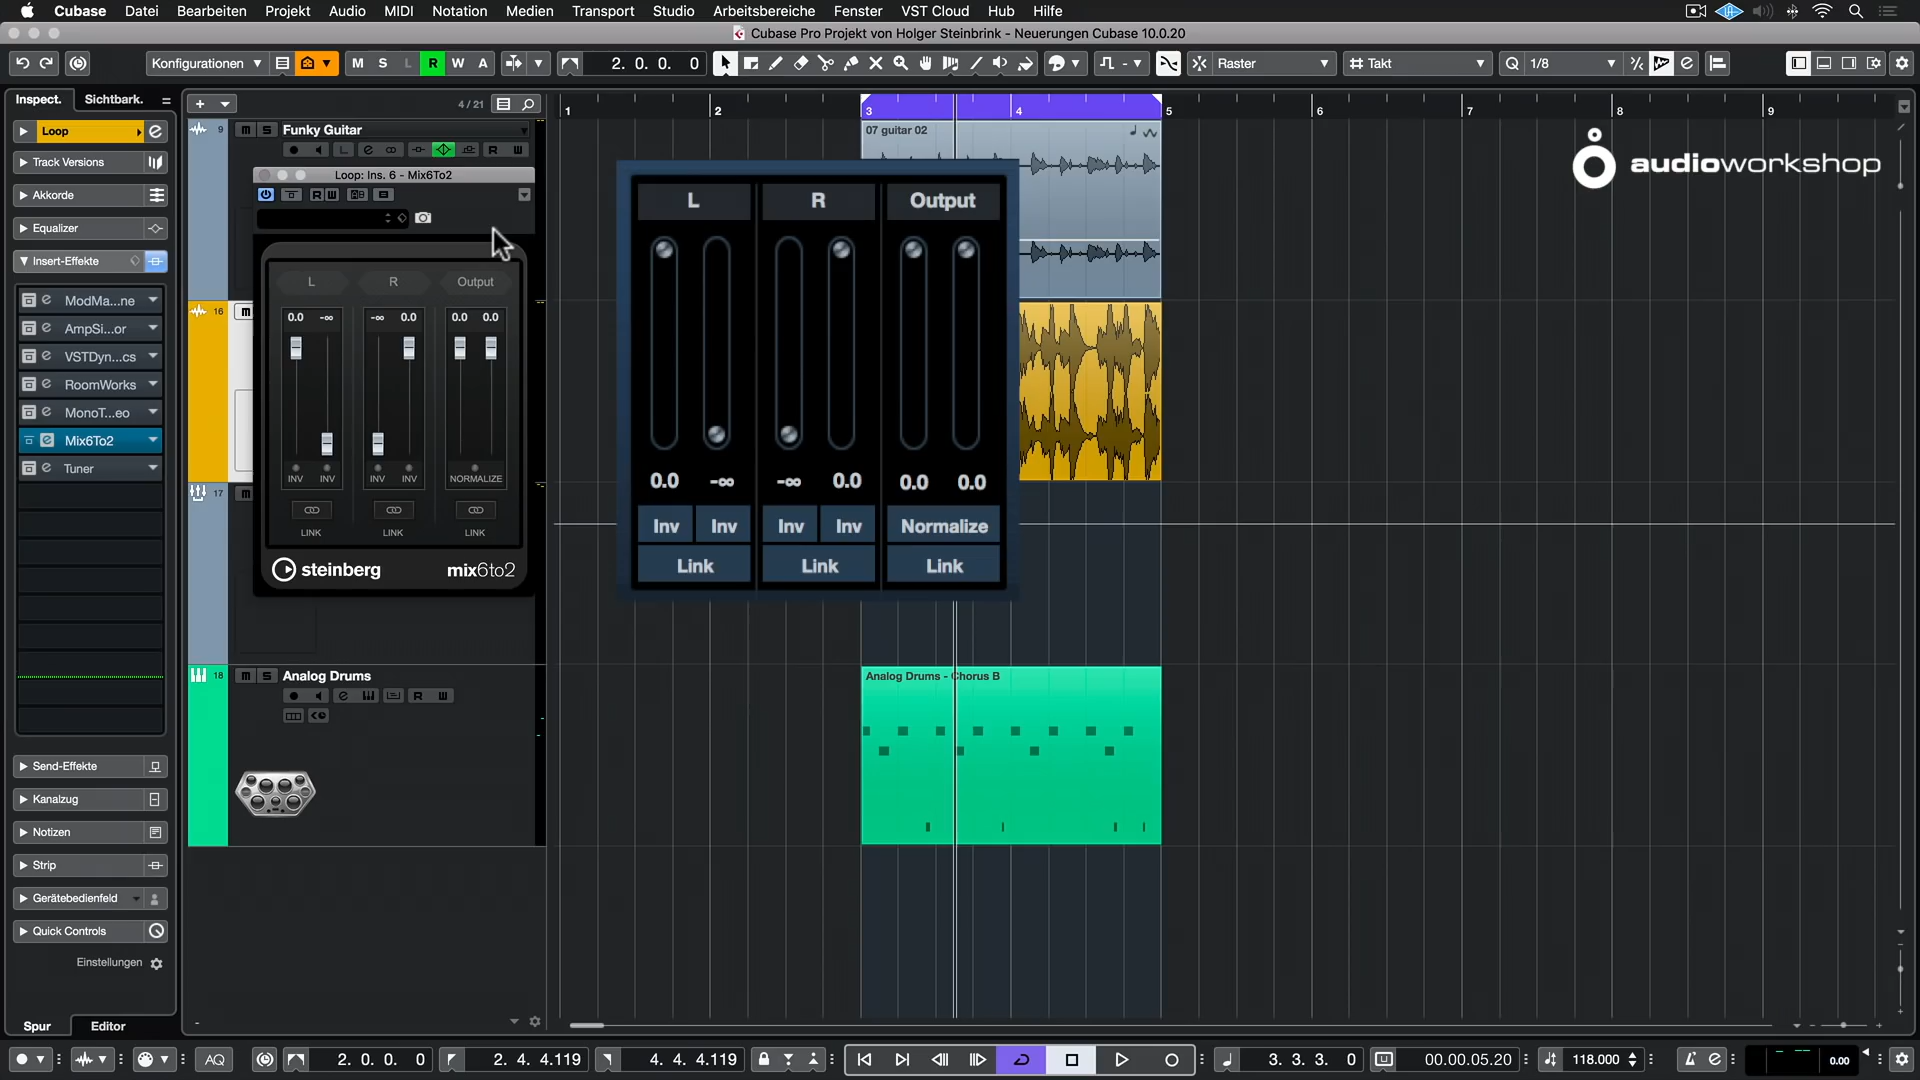 Cubase Datei Bearbeiten Projekt Audio MIDI Notation Medien Transport Studio Arbeitsbereiche Fenster VST Cloud Hub Hilfe
Cubase Pro Projekt von Holger Steinbrink - Neuerungen Cubase 10.0.20
Konfigurationen M S L R W A 2. 0. 0. 0 Raster Takt Q 1/8
Inspect. Sichtbark. 4 / 21
1 2 3 4 5 6 7 8 9
Loop
Track Versions
Akkorde
Equalizer
Insert-Effekte
ModMa...ne
AmpSi...or
VSTDyn...cs
RoomWorks
MonoT...eo
Mix6To2
Tuner
Send-Effekte
Kanalzug
Notizen
Strip
Gerätebedienfeld
Quick Controls
Einstellungen
Spur Editor
9 m S Funky Guitar
L e R W
Loop: Ins. 6 - Mix6To2
R W
L R Output
0.0 -∞ -∞ 0.0 0.0 0.0
INV INV INV INV NORMALIZE
LINK LINK LINK
steinberg mix6to2
16 m
17 m
18 m S Analog Drums
e R W
L R Output
0.0 -∞ -∞ 0.0 0.0 0.0
Inv Inv Inv Inv Normalize
Link Link Link
07 guitar 02
audioworkshop
Analog Drums - Chorus B
AQ 2. 0. 0. 0 2. 4. 4.119 4. 4. 4.119 3. 3. 3. 0 00.00.05.20 118.000 0.00